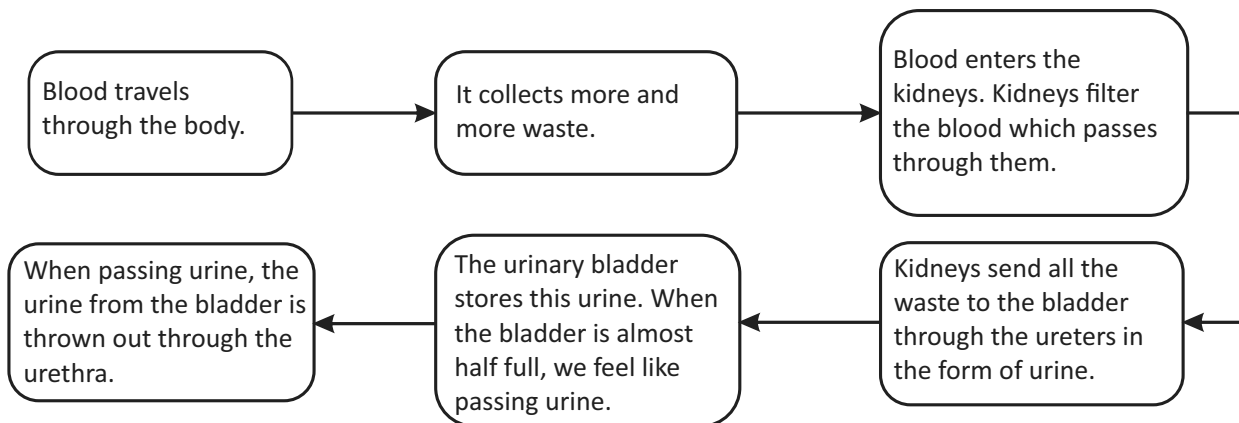 Blood travels
through the body.
It collects more and
more waste.
Blood enters the
kidneys. Kidneys filter
the blood which passes
through them.
Kidneys send all the
waste to the bladder
through the ureters in
the form of urine.
The urinary bladder
stores this urine. When
the bladder is almost
half full, we feel like
passing urine.
When passing urine, the
urine from the bladder is
thrown out through the
urethra.